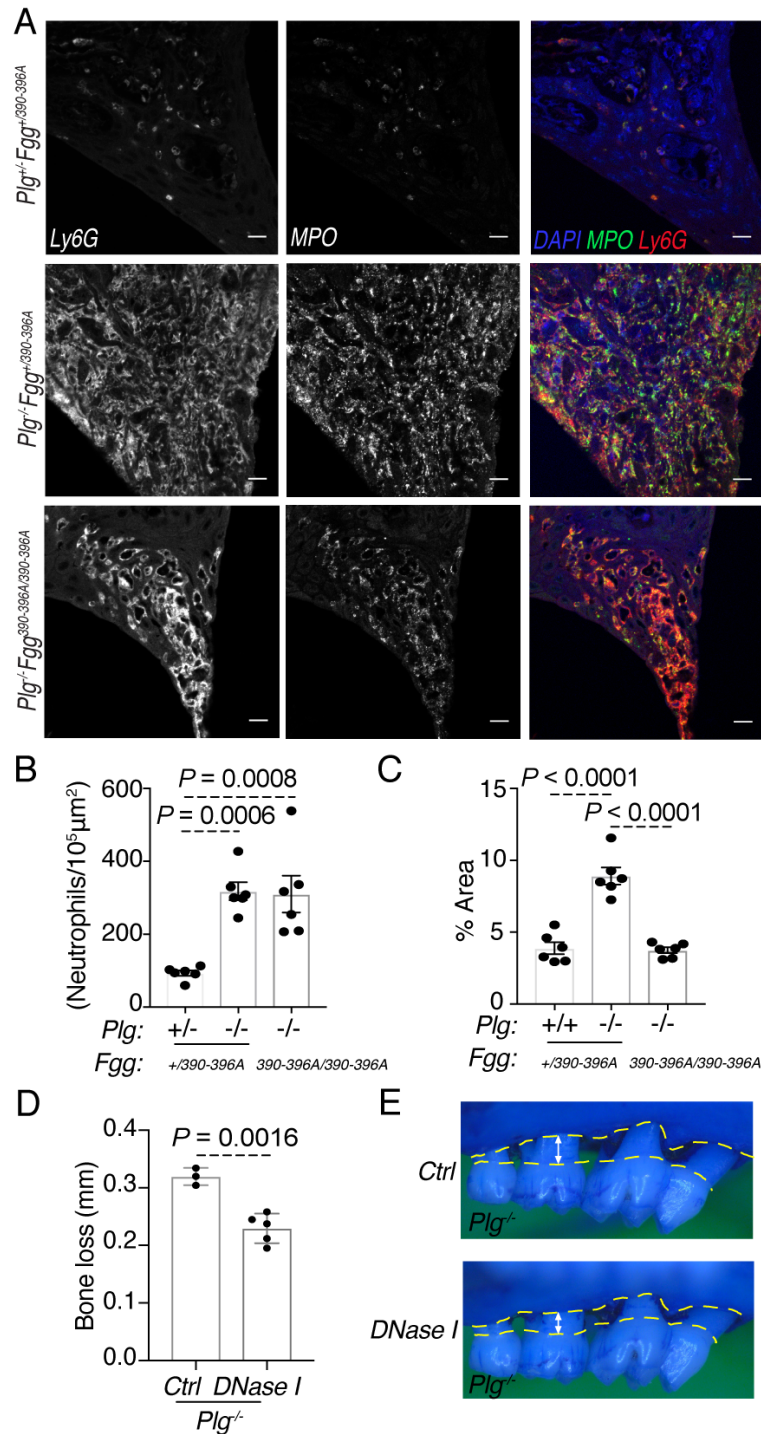 A
Plg+/-Fgg+/390-396A
Ly6G
MPO
DAPI MPO Ly6G
Plg-/-Fgg+/390-396A
Plg-/-Fgg390-396A/390-396A
B
P = 0.0008
P = 0.0006
(Neutrophils/10⁵µm²)
600
400
200
0
Plg: +/- -/- -/-
Fgg: +/390-396A 390-396A/390-396A
C
P < 0.0001
P < 0.0001
% Area
15
10
5
0
Plg: +/+ -/- -/-
Fgg: +/390-396A 390-396A/390-396A
D
P = 0.0016
Bone loss (mm)
0.4
0.3
0.2
0.1
0.0
Ctrl DNase I
Plg-/-
E
Ctrl
Plg-/-
DNase I
Plg-/-